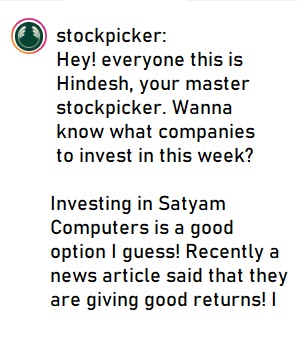 stockpicker:
Hey! everyone this is
Hindesh, your master
stockpicker. Wanna
know what companies
to invest in this week?
Investing in Satyam
Computers is a good
option I guess! Recently a
news article said that they
are giving good returns! I